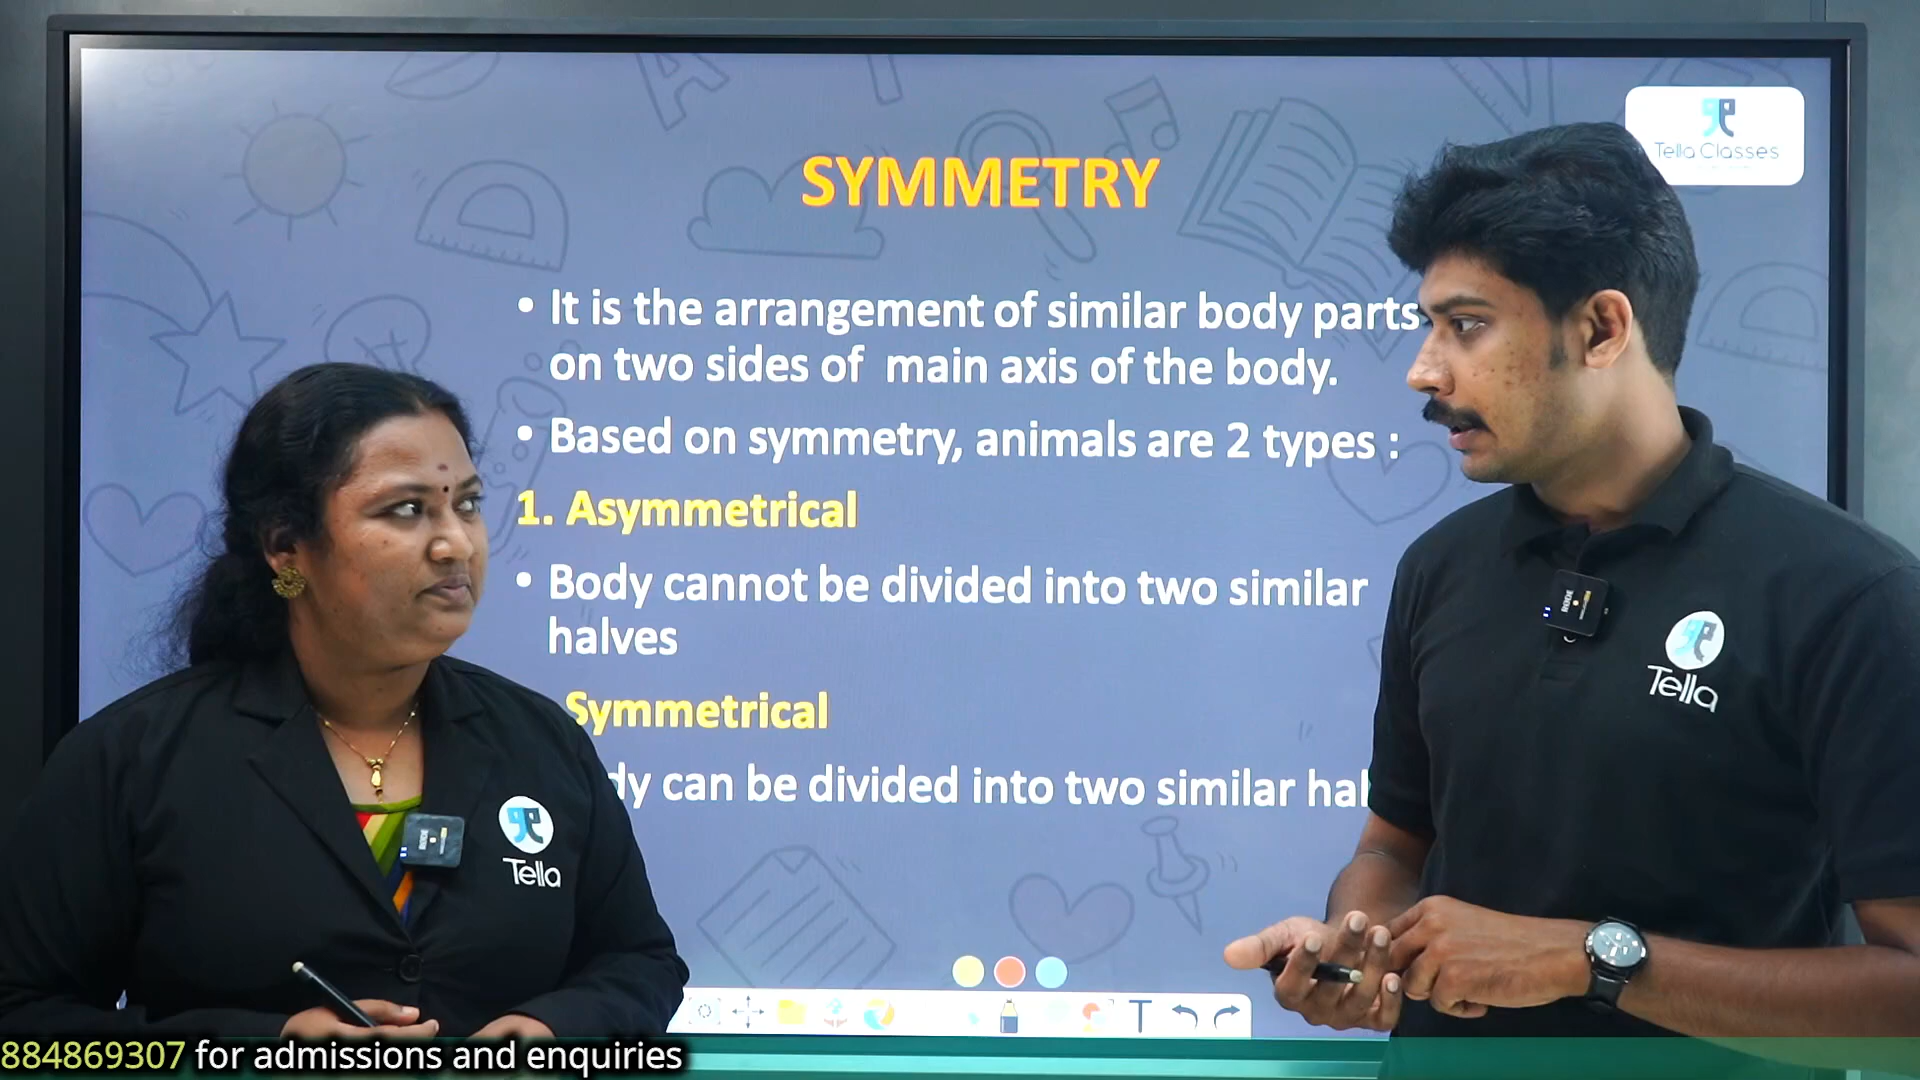 Tella Classes
SYMMETRY
• It is the arrangement of similar body parts
on two sides of main axis of the body.
• Based on symmetry, animals are 2 types :
1. Asymmetrical
• Body cannot be divided into two similar
halves
Symmetrical
dy can be divided into two similar hal
RODE
Tella
RODE
Tella
T
884869307 for admissions and enquiries